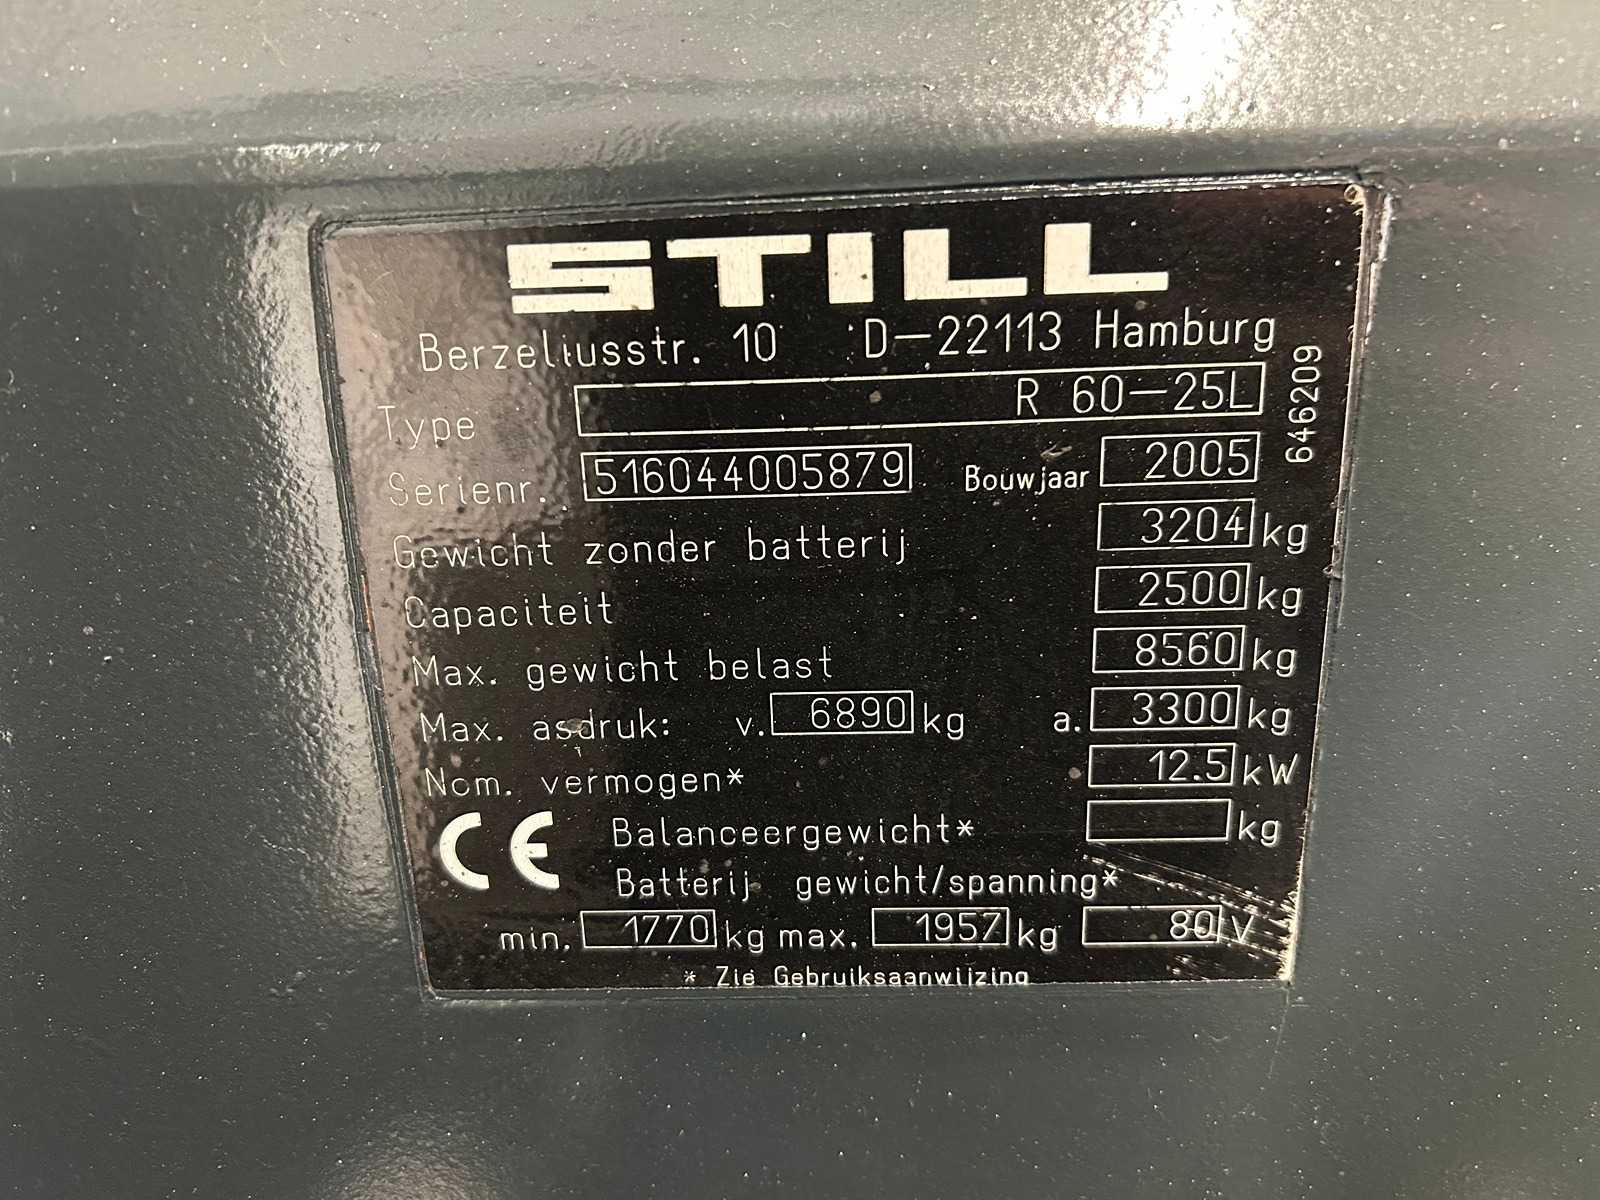 STILL
Berzeliusstr. 10 D-22113 Hamburg
Type R 60-25L
646209
Serienr. 516044005879 Bouwjaar 2005
Gewicht zonder batterij 3204 kg
Capaciteit 2500 kg
Max. gewicht belast 8560 kg
Max. asdruk: v. 6890 kg a. 3300 kg
Nom. vermogen* 12.5 kW
CE Balanceergewicht* kg
Batterij gewicht/spanning*
min. 1770 kg max. 1957 kg 80 V
* Zie Gebruiksaanwijzing